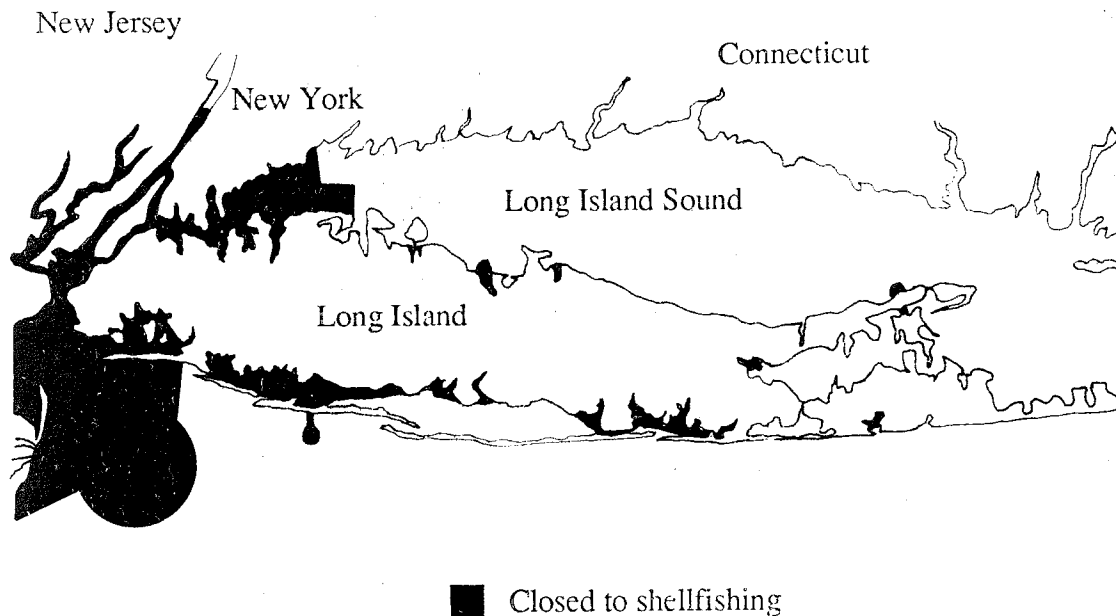 New Jersey
Connecticut
New York
Long Island Sound
Long Island
Closed to shellfishing